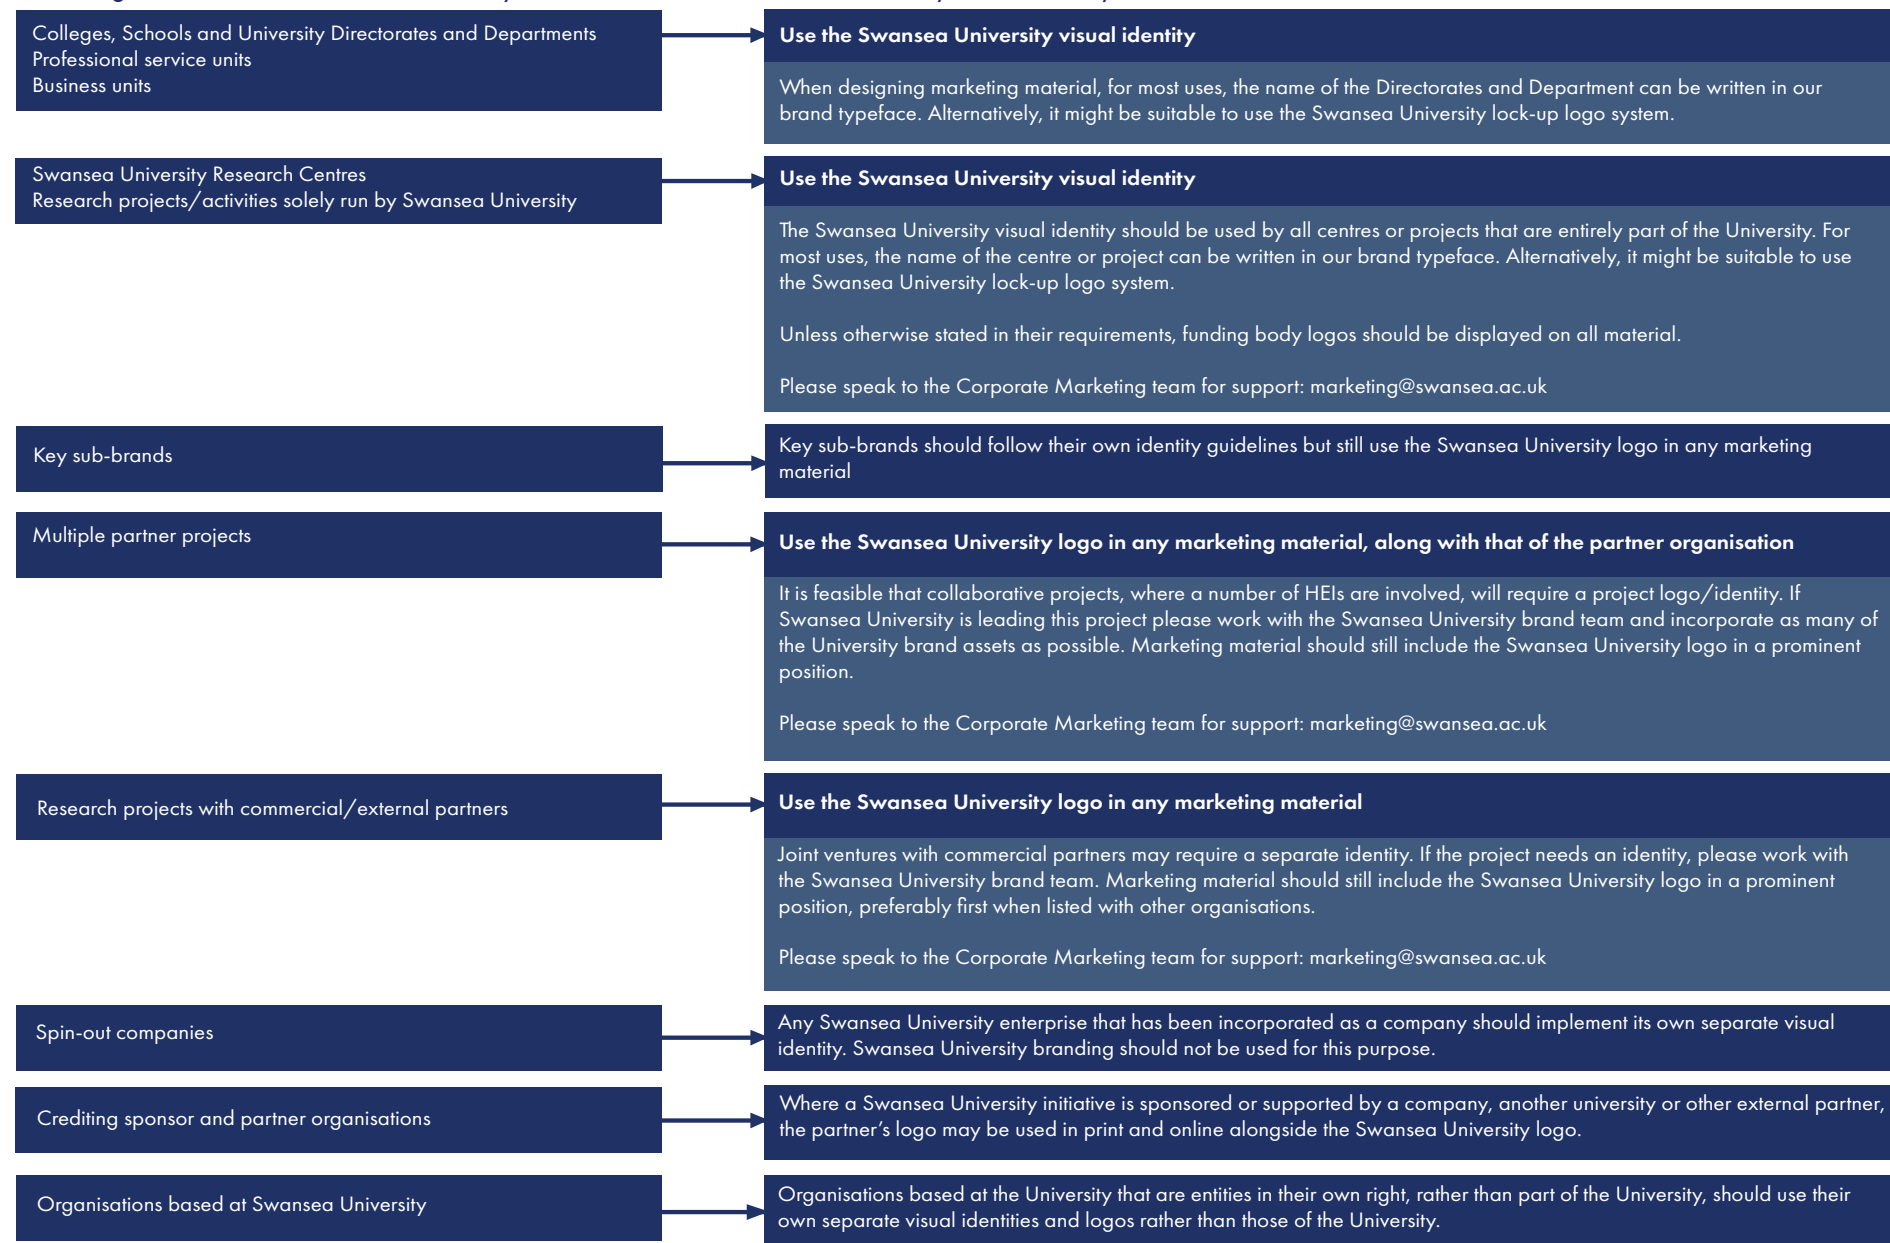 Colleges, Schools and University Directorates and Departments
Professional service units
Business units
Use the Swansea University visual identity
When designing marketing material, for most uses, the name of the Directorates and Department can be written in our
brand typeface. Alternatively, it might be suitable to use the Swansea University lock-up logo system.
Swansea University Research Centres
Research projects/activities solely run by Swansea University
Use the Swansea University visual identity
The Swansea University visual identity should be used by all centres or projects that are entirely part of the University. For
most uses, the name of the centre or project can be written in our brand typeface. Alternatively, it might be suitable to use
the Swansea University lock-up logo system.
Unless otherwise stated in their requirements, funding body logos should be displayed on all material.
Please speak to the Corporate Marketing team for support: marketing@swansea.ac.uk
Key sub-brands
Key sub-brands should follow their own identity guidelines but still use the Swansea University logo in any marketing
material
Multiple partner projects
Use the Swansea University logo in any marketing material, along with that of the partner organisation
It is feasible that collaborative projects, where a number of HEIs are involved, will require a project logo/identity. If
Swansea University is leading this project please work with the Swansea University brand team and incorporate as many of
the University brand assets as possible. Marketing material should still include the Swansea University logo in a prominent
position.
Please speak to the Corporate Marketing team for support: marketing@swansea.ac.uk
Research projects with commercial/external partners
Use the Swansea University logo in any marketing material
Joint ventures with commercial partners may require a separate identity. If the project needs an identity, please work with
the Swansea University brand team. Marketing material should still include the Swansea University logo in a prominent
position, preferably first when listed with other organisations.
Please speak to the Corporate Marketing team for support: marketing@swansea.ac.uk
Spin-out companies
Any Swansea University enterprise that has been incorporated as a company should implement its own separate visual
identity. Swansea University branding should not be used for this purpose.
Crediting sponsor and partner organisations
Where a Swansea University initiative is sponsored or supported by a company, another university or other external partner,
the partner’s logo may be used in print and online alongside the Swansea University logo.
Organisations based at Swansea University
Organisations based at the University that are entities in their own right, rather than part of the University, should use their
own separate visual identities and logos rather than those of the University.